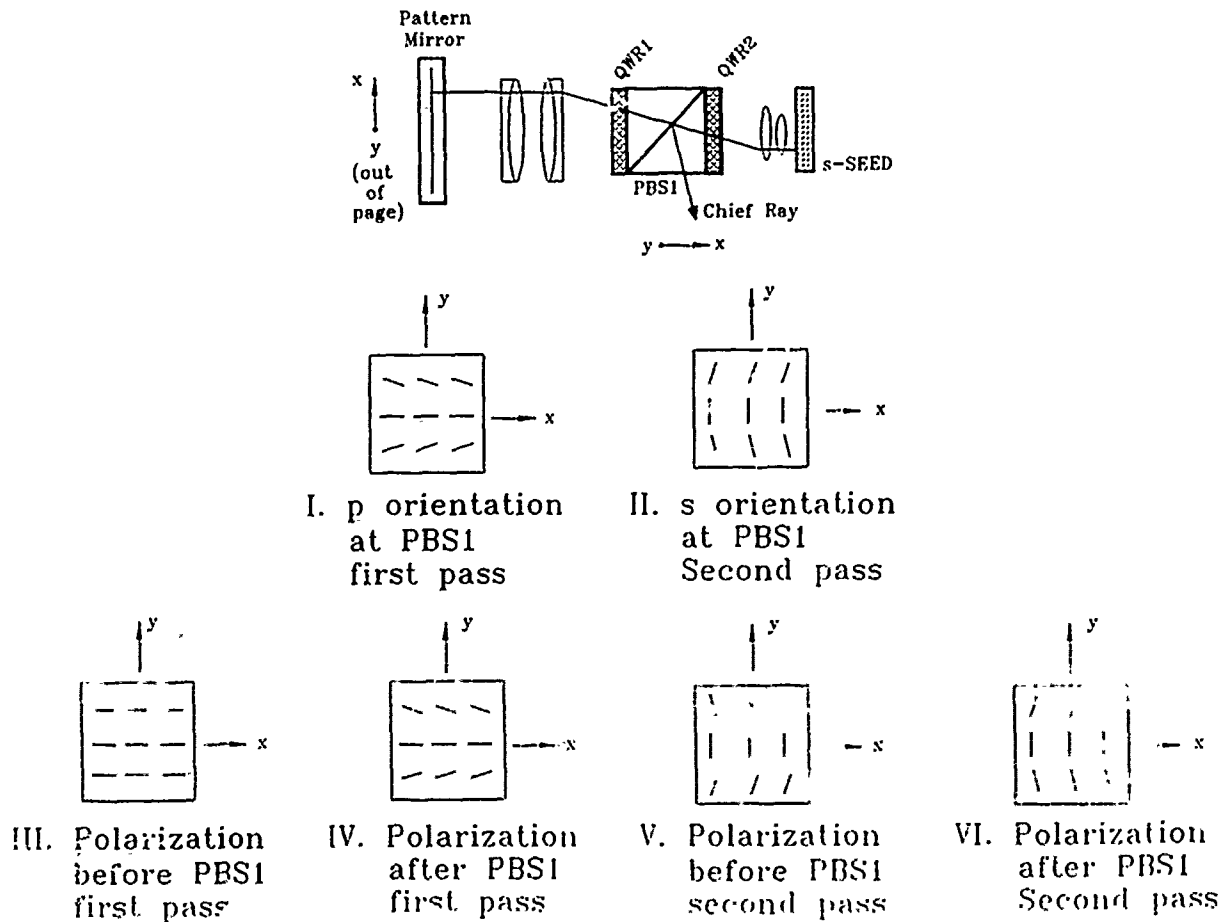 Pattern
Mirror
QWR1
QWR2
x
y
(out
of
page)
PBS1
s-SEED
Chief Ray
y
x
y
x
y
x
I. p orientation
at PBS1
first pass
II. s orientation
at PBS1
Second pass
y
x
y
x
y
x
y
x
III. Polarization
before PBS1
first pass
IV. Polarization
after PBS1
first pass
V. Polarization
before PBS1
second pass
VI. Polarization
after PBS1
Second pass